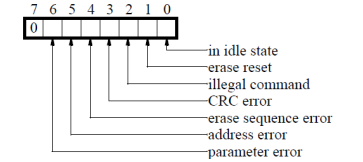 7 6 5 4 3 2 1 0
0
in idle state
erase reset
illegal command
CRC error
erase sequence error
address error
parameter error